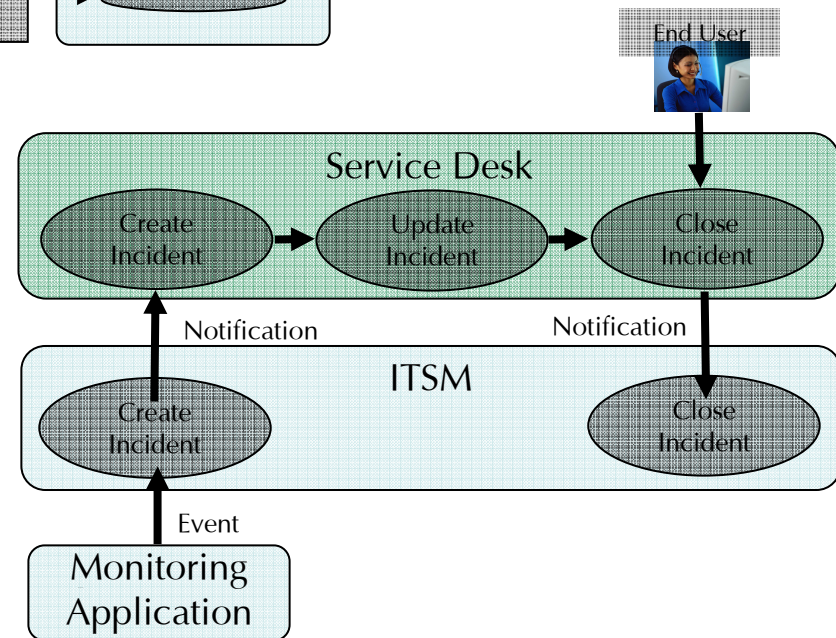 End User
Service Desk
Create
Incident
Update
Incident
Close
Incident
Notification
Notification
ITSM
Create
Incident
Close
Incident
Event
Monitoring
Application